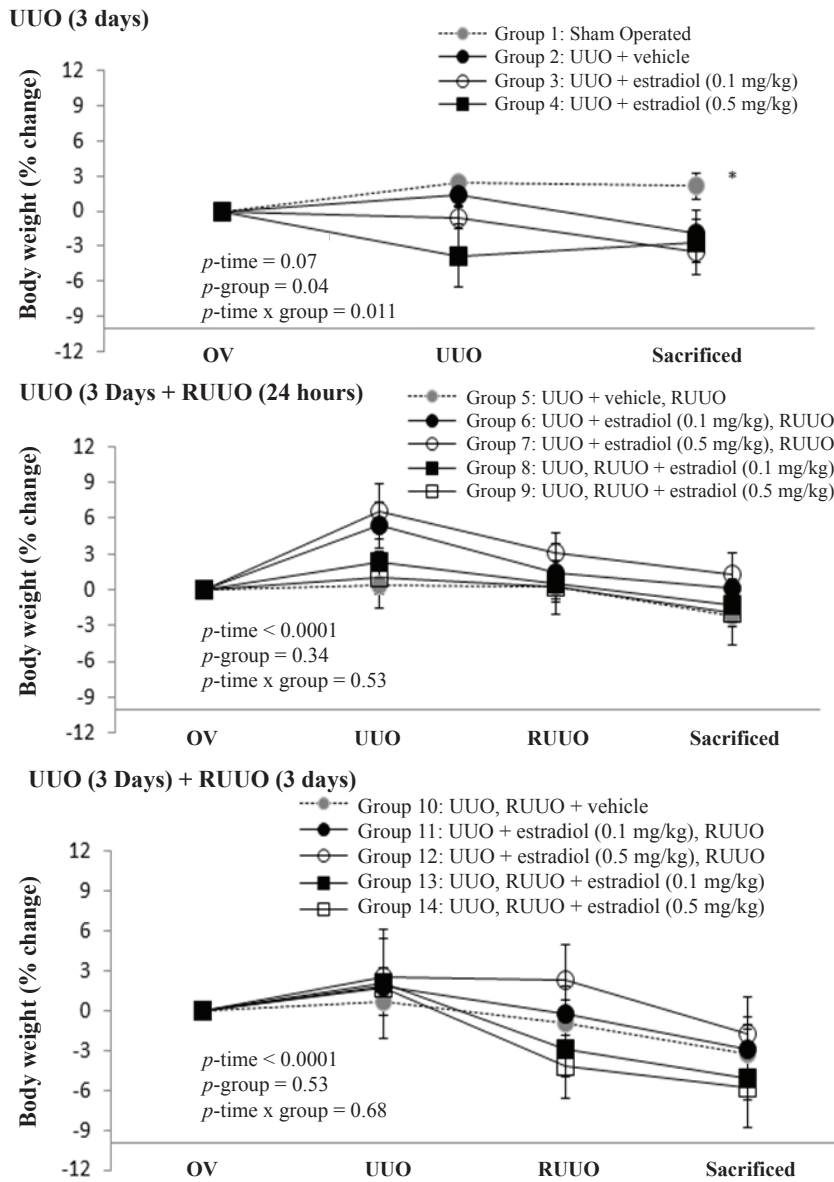 UUO (3 days)
Group 1: Sham Operated
Group 2: UUO + vehicle
Group 3: UUO + estradiol (0.1 mg/kg)
Group 4: UUO + estradiol (0.5 mg/kg)
Body weight (% change)
12
9
6
3
0
-3
-6
-9
-12
*
p-time = 0.07
p-group = 0.04
p-time x group = 0.011
OV UUO Sacrificed
UUO (3 Days + RUUO (24 hours)
Group 5: UUO + vehicle, RUUO
Group 6: UUO + estradiol (0.1 mg/kg), RUUO
Group 7: UUO + estradiol (0.5 mg/kg), RUUO
Group 8: UUO, RUUO + estradiol (0.1 mg/kg)
Group 9: UUO, RUUO + estradiol (0.5 mg/kg)
Body weight (% change)
12
9
6
3
0
-3
-6
-9
-12
p-time < 0.0001
p-group = 0.34
p-time x group = 0.53
OV UUO RUUO Sacrificed
UUO (3 Days) + RUUO (3 days)
Group 10: UUO, RUUO + vehicle
Group 11: UUO + estradiol (0.1 mg/kg), RUUO
Group 12: UUO + estradiol (0.5 mg/kg), RUUO
Group 13: UUO, RUUO + estradiol (0.1 mg/kg)
Group 14: UUO, RUUO + estradiol (0.5 mg/kg)
Body weight (% change)
12
9
6
3
0
-3
-6
-9
-12
p-time < 0.0001
p-group = 0.53
p-time x group = 0.68
OV UUO RUUO Sacrificed